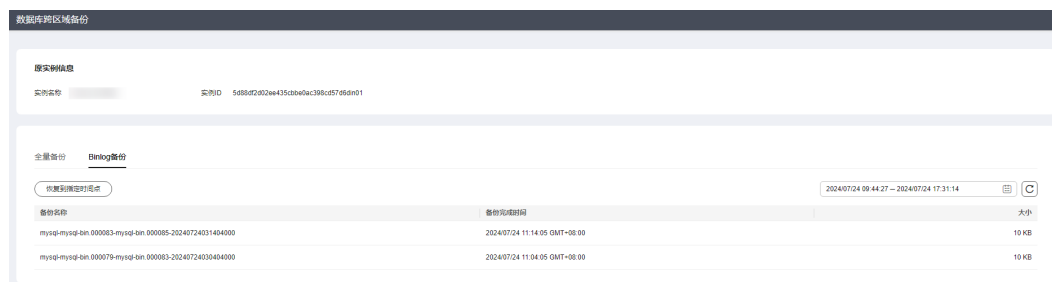 数据库跨区域备份
原实例信息
实例名称 实例ID 5d88df2d02ee435cbbe0ac398cd57d6din01
全量备份 Binlog备份
恢复到指定时间点 2024/07/24 09:44:27 — 2024/07/24 17:31:14
备份名称 备份完成时间 大小
mysql-mysql-bin.000083-mysql-bin.000085-20240724031404000 2024/07/24 11:14:05 GMT+08:00 10 KB
mysql-mysql-bin.000079-mysql-bin.000083-20240724030404000 2024/07/24 11:04:05 GMT+08:00 10 KB